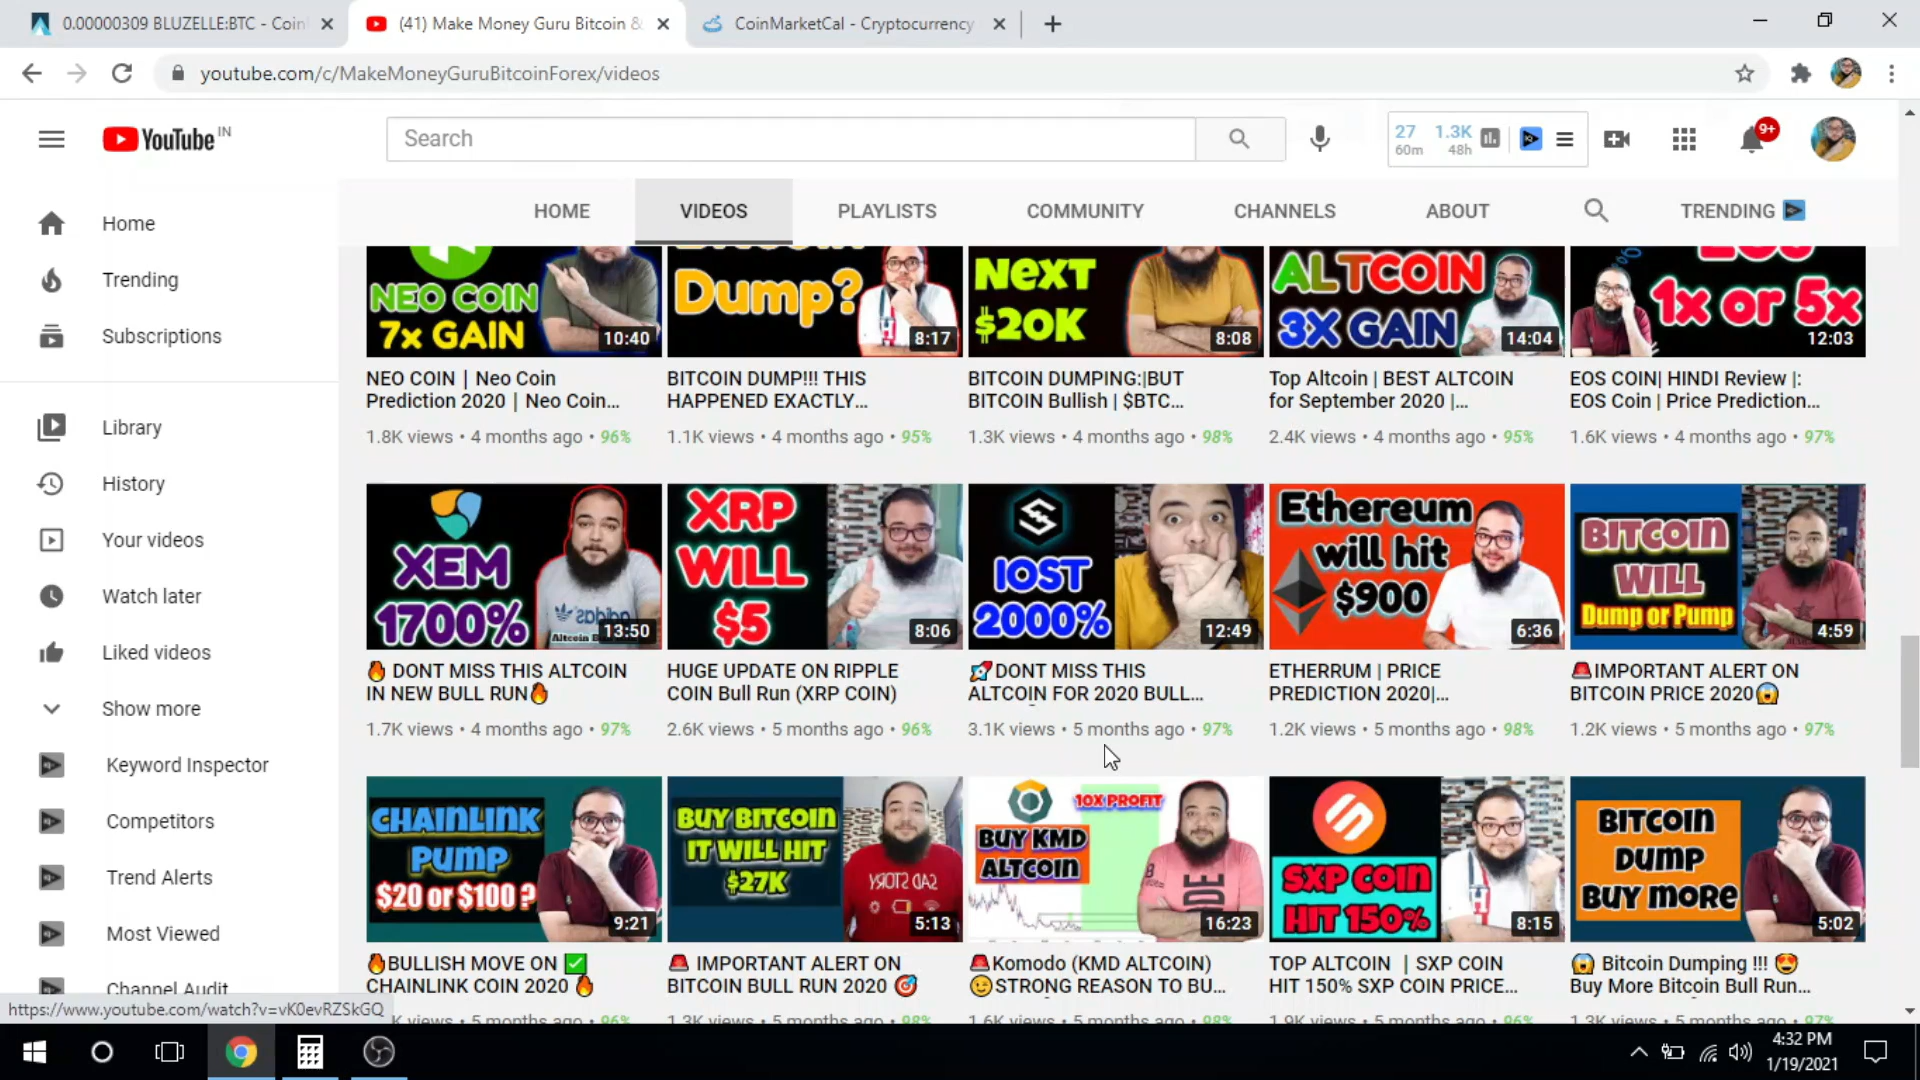 0.00000309 BLUZELLE:BTC - Coin
(41) Make Money Guru Bitcoin &
CoinMarketCal - Cryptocurrency
youtube.com/c/MakeMoneyGuruBitcoinForex/videos
YouTube IN
Search
27 1.3K
60m 48h
9+
HOME VIDEOS PLAYLISTS COMMUNITY CHANNELS ABOUT TRENDING
Home
Trending
Subscriptions
Library
History
Your videos
Watch later
Liked videos
Show more
Keyword Inspector
Competitors
Trend Alerts
Most Viewed
Channel Audit
NEO COIN
7x GAIN
10:40
NEO COIN | Neo Coin
Prediction 2020 | Neo Coin...
1.8K views • 4 months ago • 96%
Dump?
8:17
BITCOIN DUMP!!! THIS
HAPPENED EXACTLY...
1.1K views • 4 months ago • 95%
Next
$20K
8:08
BITCOIN DUMPING:|BUT
BITCOIN Bullish | $BTC...
1.3K views • 4 months ago • 98%
ALTCOIN
3X GAIN
14:04
Top Altcoin | BEST ALTCOIN
for September 2020 |...
2.4K views • 4 months ago • 95%
1x or 5x
12:03
EOS COIN| HINDI Review |:
EOS Coin | Price Prediction...
1.6K views • 4 months ago • 97%
XEM
1700%
13:50
🔥 DONT MISS THIS ALTCOIN
IN NEW BULL RUN🔥
1.7K views • 4 months ago • 97%
XRP
WILL
$5
8:06
HUGE UPDATE ON RIPPLE
COIN Bull Run (XRP COIN)
2.6K views • 5 months ago • 96%
IOST
2000%
12:49
🚀DONT MISS THIS
ALTCOIN FOR 2020 BULL...
3.1K views • 5 months ago • 97%
Ethereum
will hit
$900
6:36
ETHERRUM | PRICE
PREDICTION 2020|...
1.2K views • 5 months ago • 98%
BITCOIN
WILL
Dump or Pump
4:59
🚨IMPORTANT ALERT ON
BITCOIN PRICE 2020😱
1.2K views • 5 months ago • 97%
CHAINLINK
PUMP
$20 or $100 ?
9:21
🔥BULLISH MOVE ON ✅
CHAINLINK COIN 2020 🔥
K views • 5 months ago • 96%
BUY BITCOIN
IT WILL HIT
$27K
SAD STORY
5:13
🚨 IMPORTANT ALERT ON
BITCOIN BULL RUN 2020 🎯
1.3K views • 5 months ago • 98%
10X PROFIT
BUY KMD
ALTCOIN
16:23
🚨Komodo (KMD ALTCOIN)
😉STRONG REASON TO BU...
1.6K views • 5 months ago • 98%
SXP COIN
HIT 150%
8:15
TOP ALTCOIN | SXP COIN
HIT 150% SXP COIN PRICE...
1.9K views • 5 months ago • 96%
BITCOIN
DUMP
BUY MORE
5:02
😱 Bitcoin Dumping !!! 😍
Buy More Bitcoin Bull Run...
1.3K views • 5 months ago • 97%
https://www.youtube.com/watch?v=vK0evRZSkGQ
4:32 PM
1/19/2021